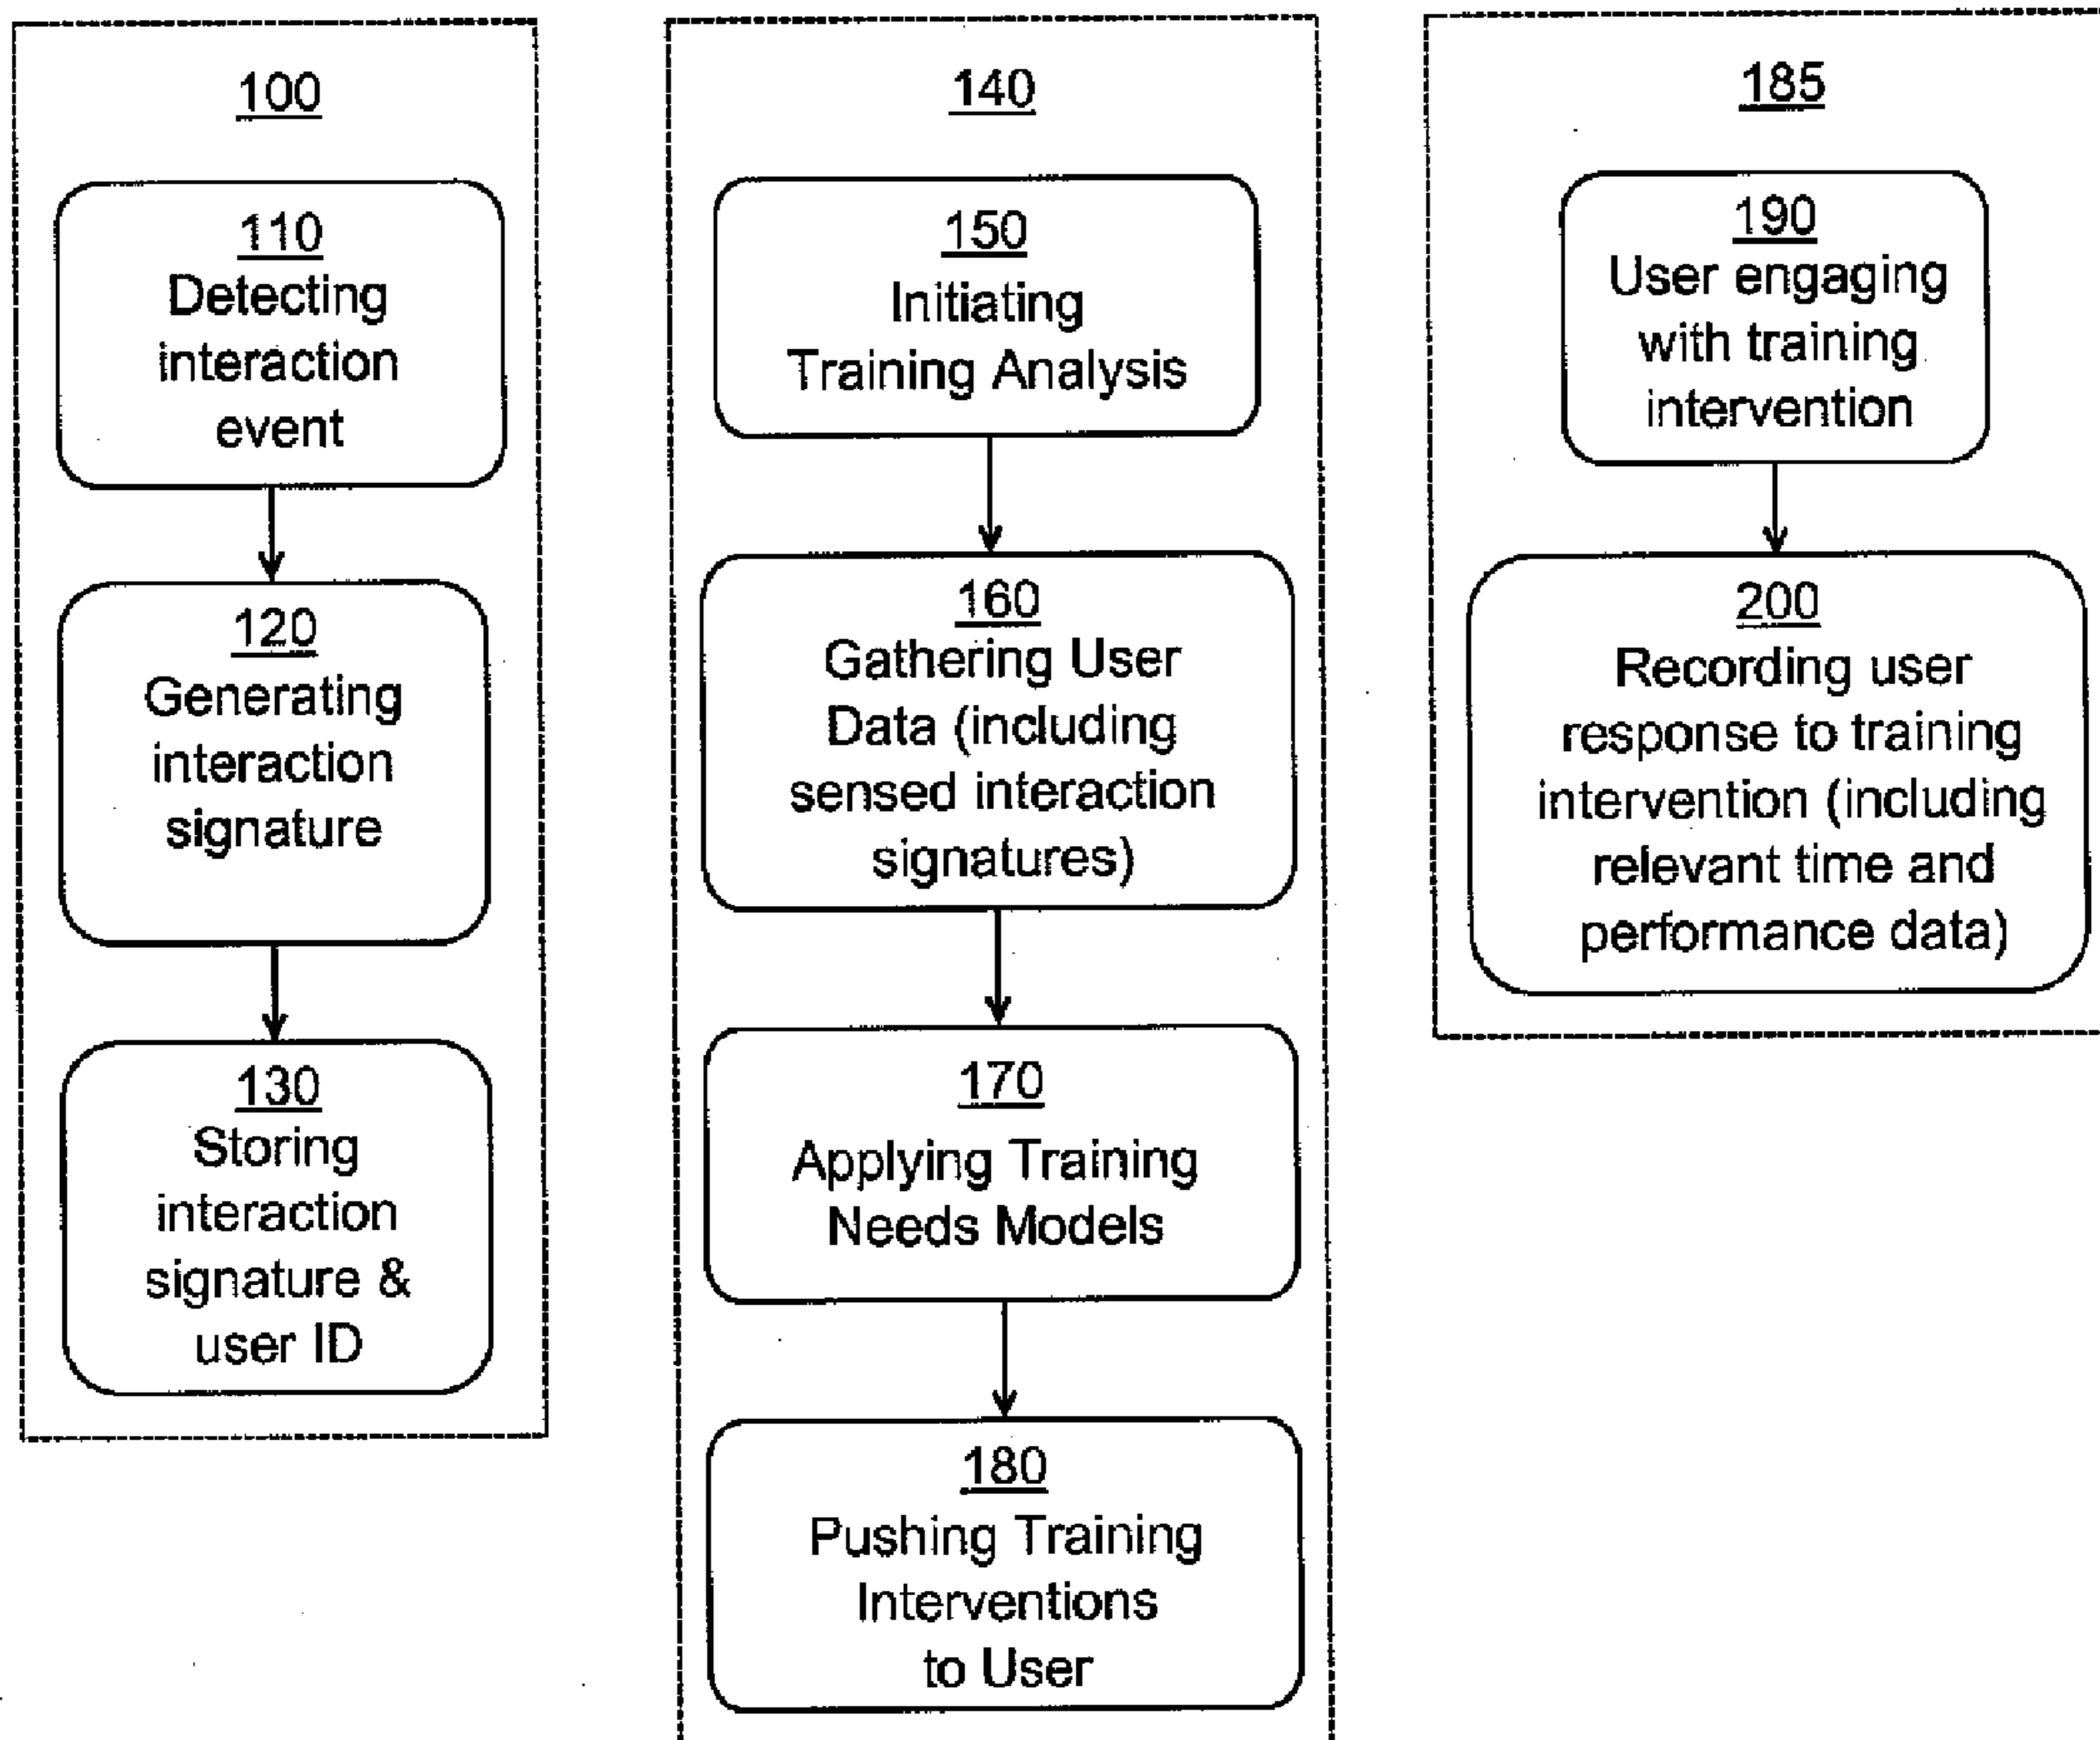 100
110
Detecting
interaction
event
120
Generating
interaction
signature
130
Storing
interaction
signature &
user ID
140
150
Initiating
Training Analysis
160
Gathering User
Data (including
sensed interaction
signatures)
170
Applying Training
Needs Models
180
Pushing Training
Interventions
to User
185
190
User engaging
with training
intervention
200
Recording user
response to training
intervention (including
relevant time and
performance data)